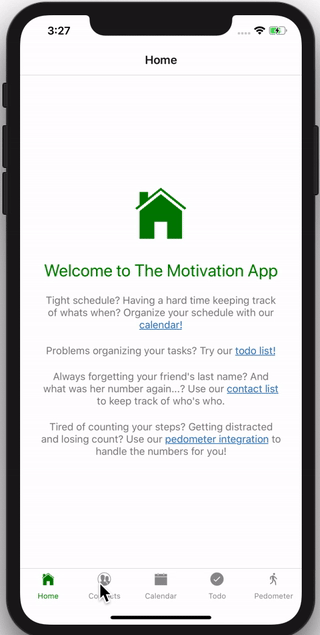 3:27
Home
Welcome to The Motivation App
Tight schedule? Having a hard time keeping track
of whats when? Organize your schedule with our
calendar!
Problems organizing your tasks? Try our todo list!
Always forgetting your friend's last name? And
what was her number again...? Use our contact list
to keep track of who's who.
Tired of counting your steps? Getting distracted
and losing count? Use our pedometer integration to
handle the numbers for you!
Home Contacts Calendar Todo Pedometer